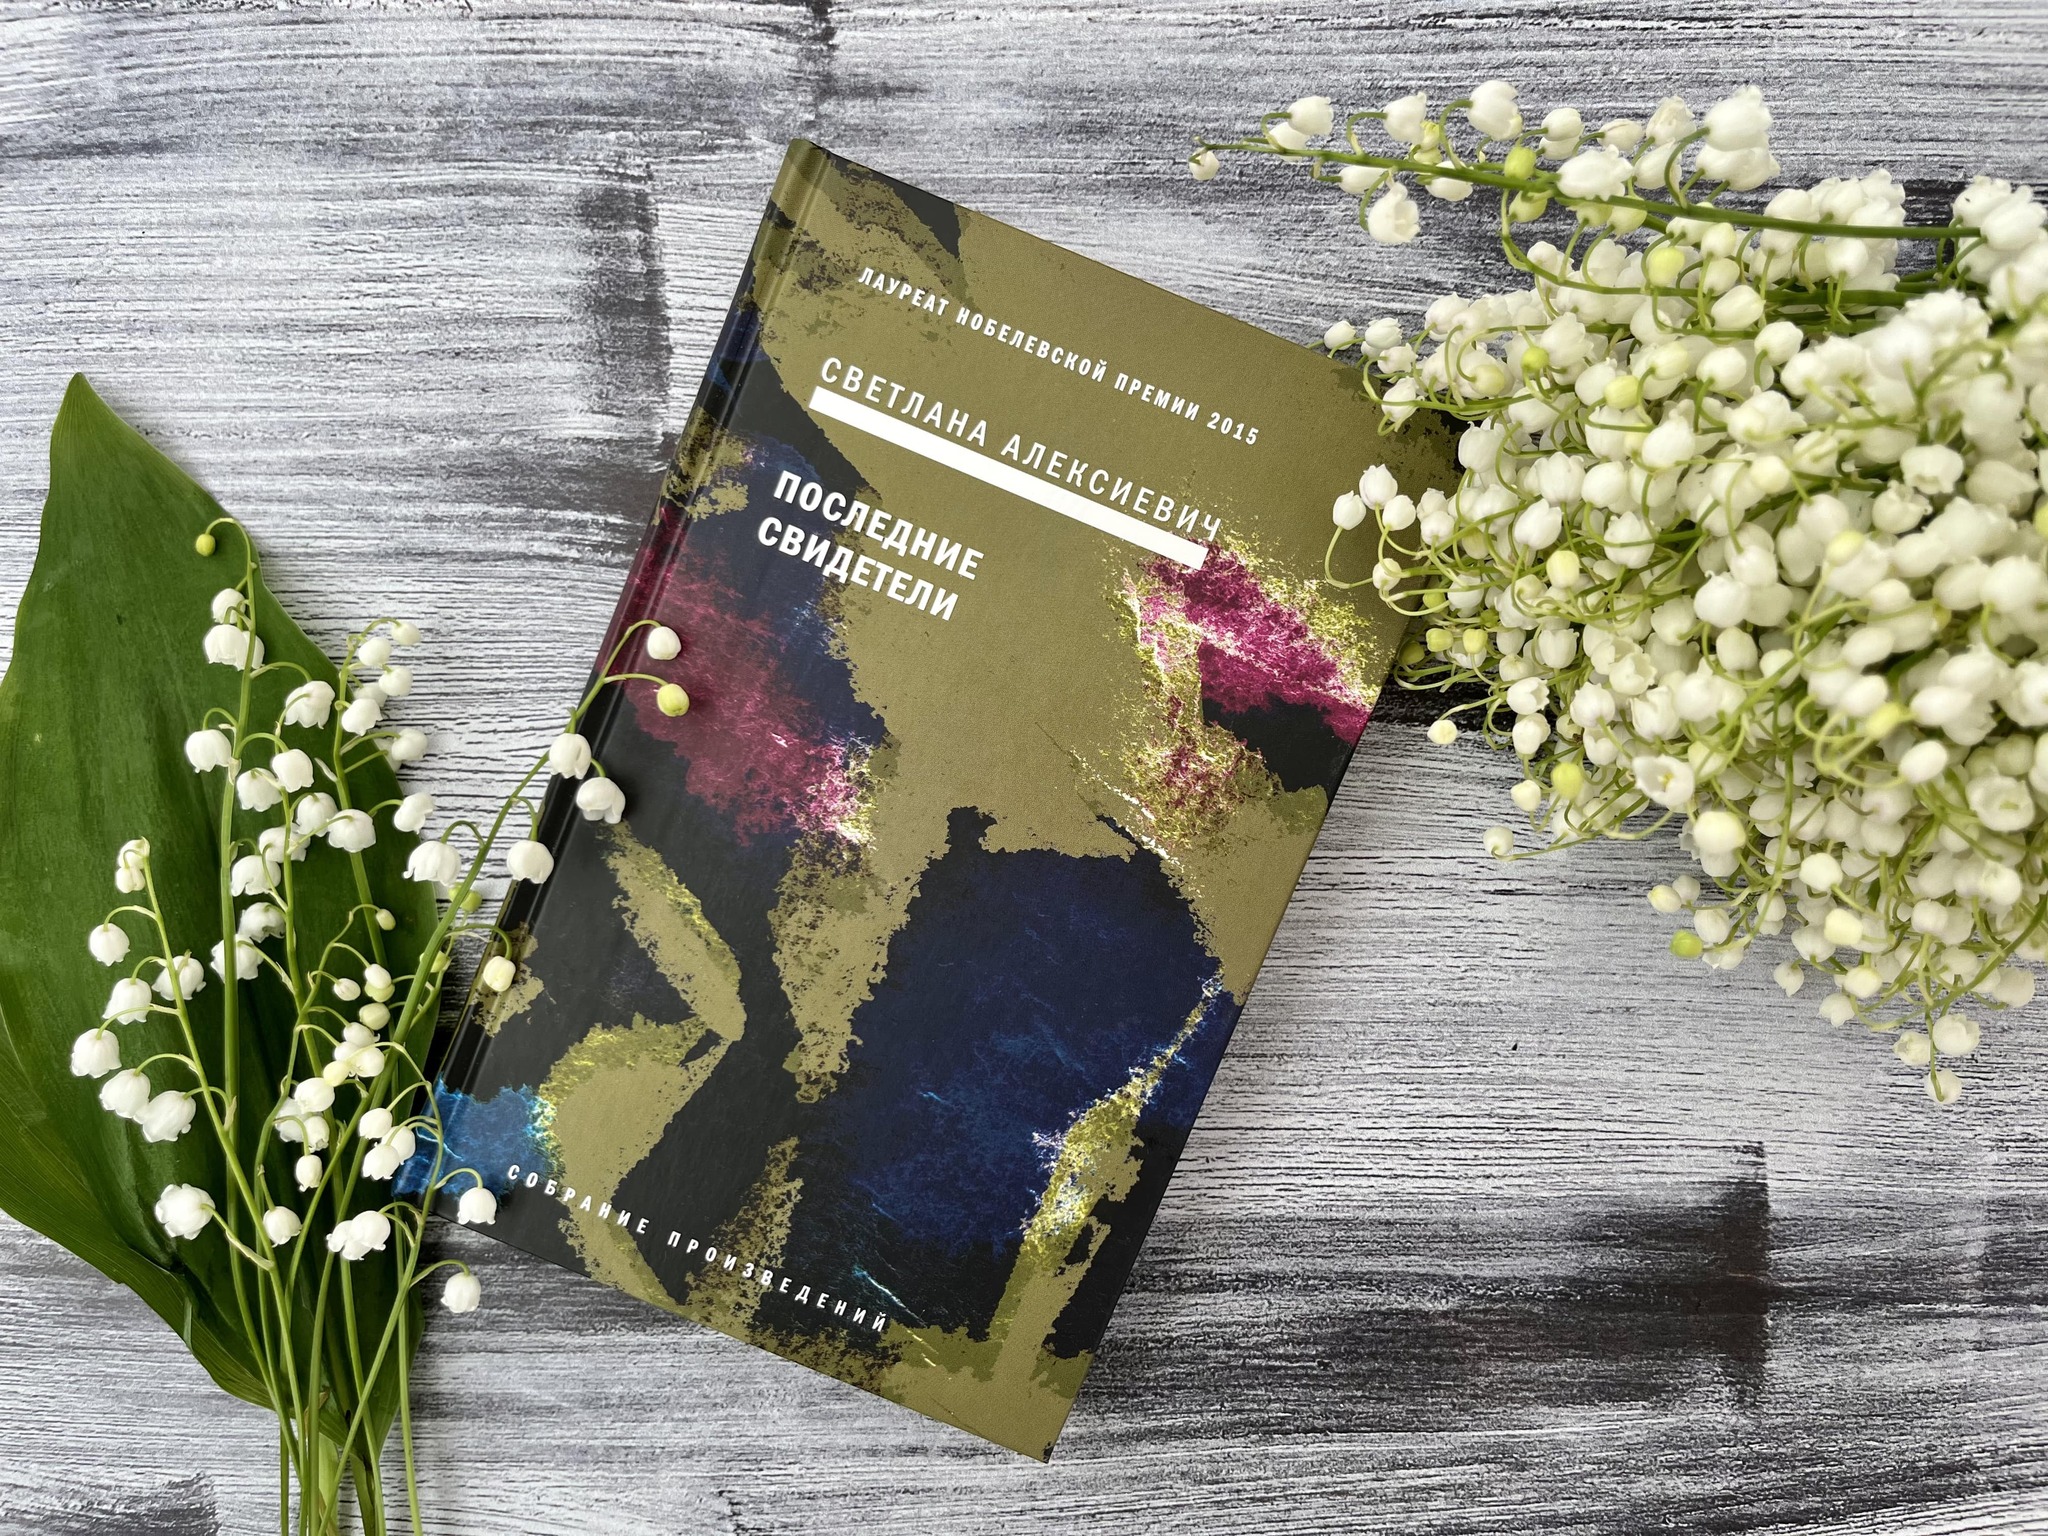 ЛАУРЕАТ НОБЕЛЕВСКОЙ ПРЕМИИ 2015
СВЕТЛАНА АЛЕКСИЕВИЧ
ПОСЛЕДНИЕ
СВИДЕТЕЛИ
СОБРАНИЕ ПРОИЗВЕДЕНИЙ